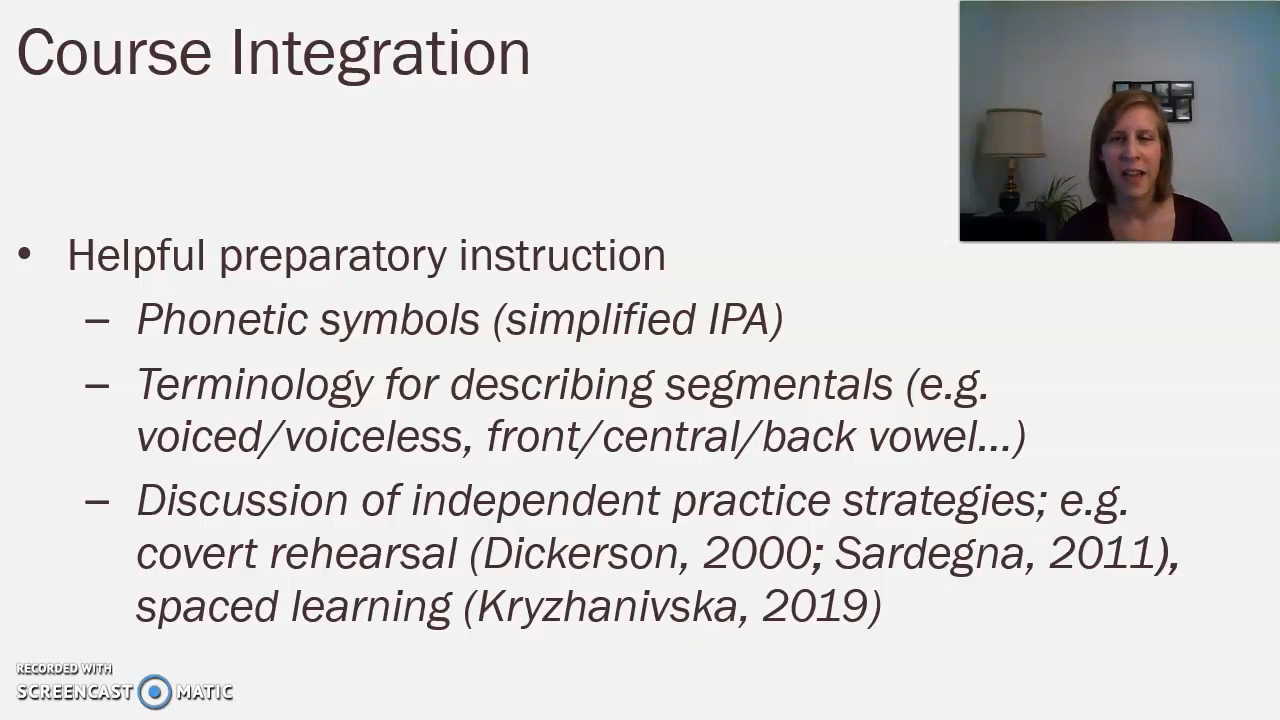 Course Integration
• Helpful preparatory instruction
– Phonetic symbols (simplified IPA)
– Terminology for describing segmentals (e.g.
voiced/voiceless, front/central/back vowel...)
– Discussion of independent practice strategies; e.g.
covert rehearsal (Dickerson, 2000; Sardegna, 2011),
spaced learning (Kryzhanivska, 2019)
RECORDED WITH
SCREENCAST MATIC